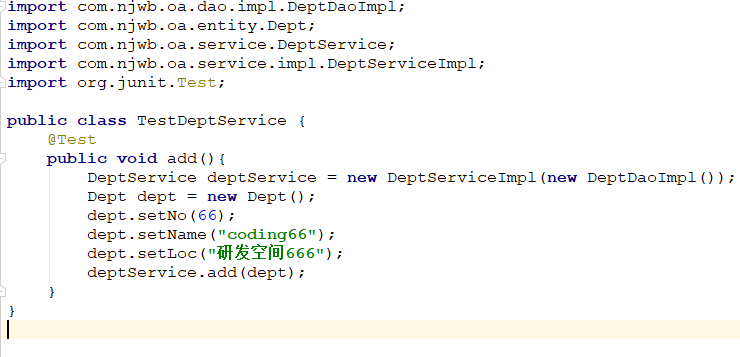 import com.njwb.oa.dao.impl.DeptDaoImpl;
import com.njwb.oa.entity.Dept;
import com.njwb.oa.service.DeptService;
import com.njwb.oa.service.impl.DeptServiceImpl;
import org.junit.Test;

public class TestDeptService {
    @Test
    public void add(){
        DeptService deptService = new DeptServiceImpl(new DeptDaoImpl());
        Dept dept = new Dept();
        dept.setNo(66);
        dept.setName("coding66");
        dept.setLoc("研发空间666");
        deptService.add(dept);
    }
}